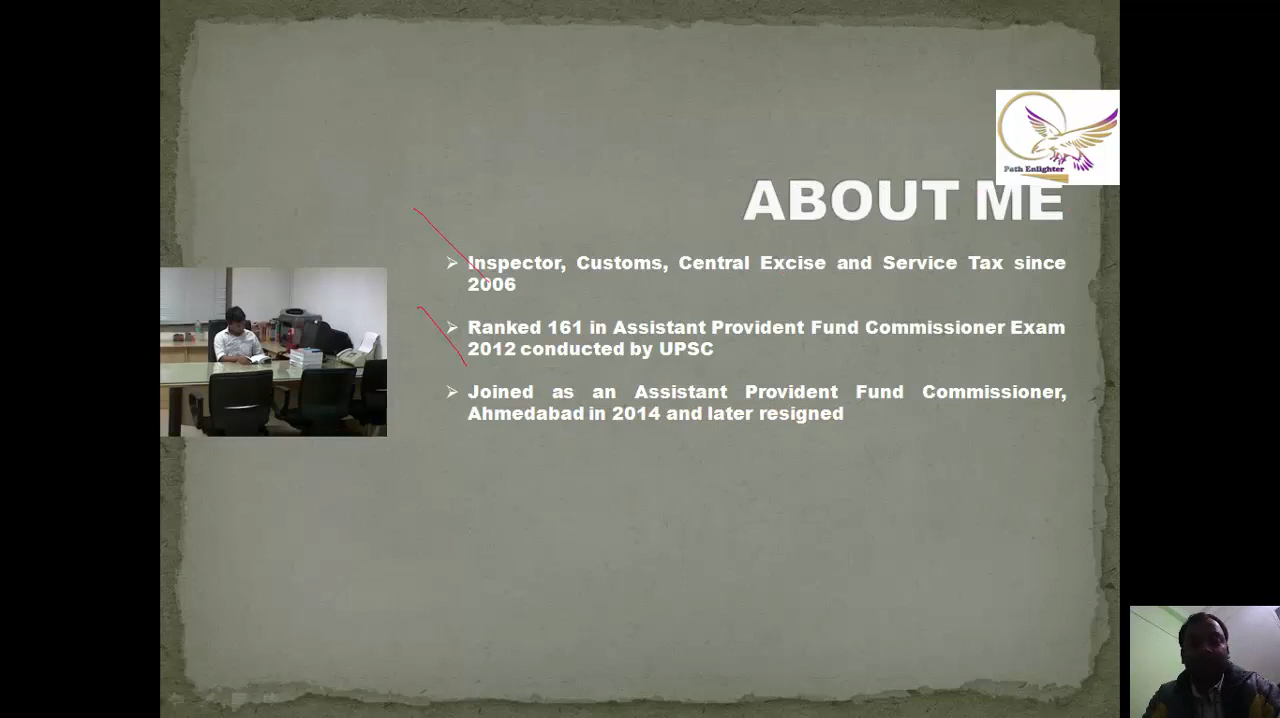 Path Enlighter
ABOUT ME
Inspector, Customs, Central Excise and Service Tax since
2006
Ranked 161 in Assistant Provident Fund Commissioner Exam
2012 conducted by UPSC
Joined as an Assistant Provident Fund Commissioner,
Ahmedabad in 2014 and later resigned